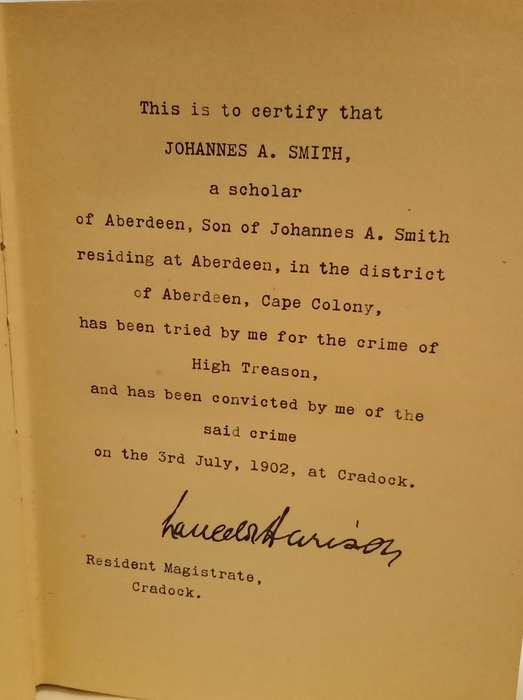 This is to certify that
JOHANNES A. SMITH,
a scholar
of Aberdeen, Son of Johannes A. Smith
residing at Aberdeen, in the district
of Aberdeen, Cape Colony,
has been tried by me for the crime of
High Treason,
and has been convicted by me of the
said crime
on the 3rd July, 1902, at Cradock.
Harison
Resident Magistrate,
Cradock.